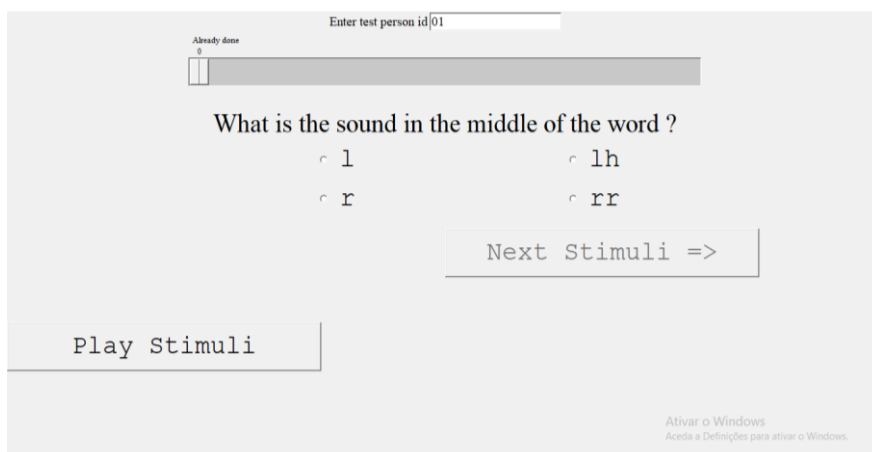 Enter test person id 01
Already done
0
What is the sound in the middle of the word ?
l lh
r rr
Next Stimuli =>
Play Stimuli
Ativar o Windows
Aceda a Definições para ativar o Windows.